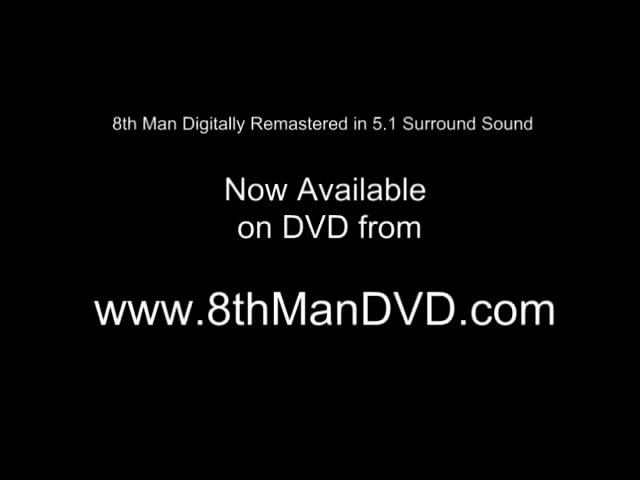 8th Man Digitally Remastered in 5.1 Surround Sound
Now Available
on DVD from
www.8thManDVD.com